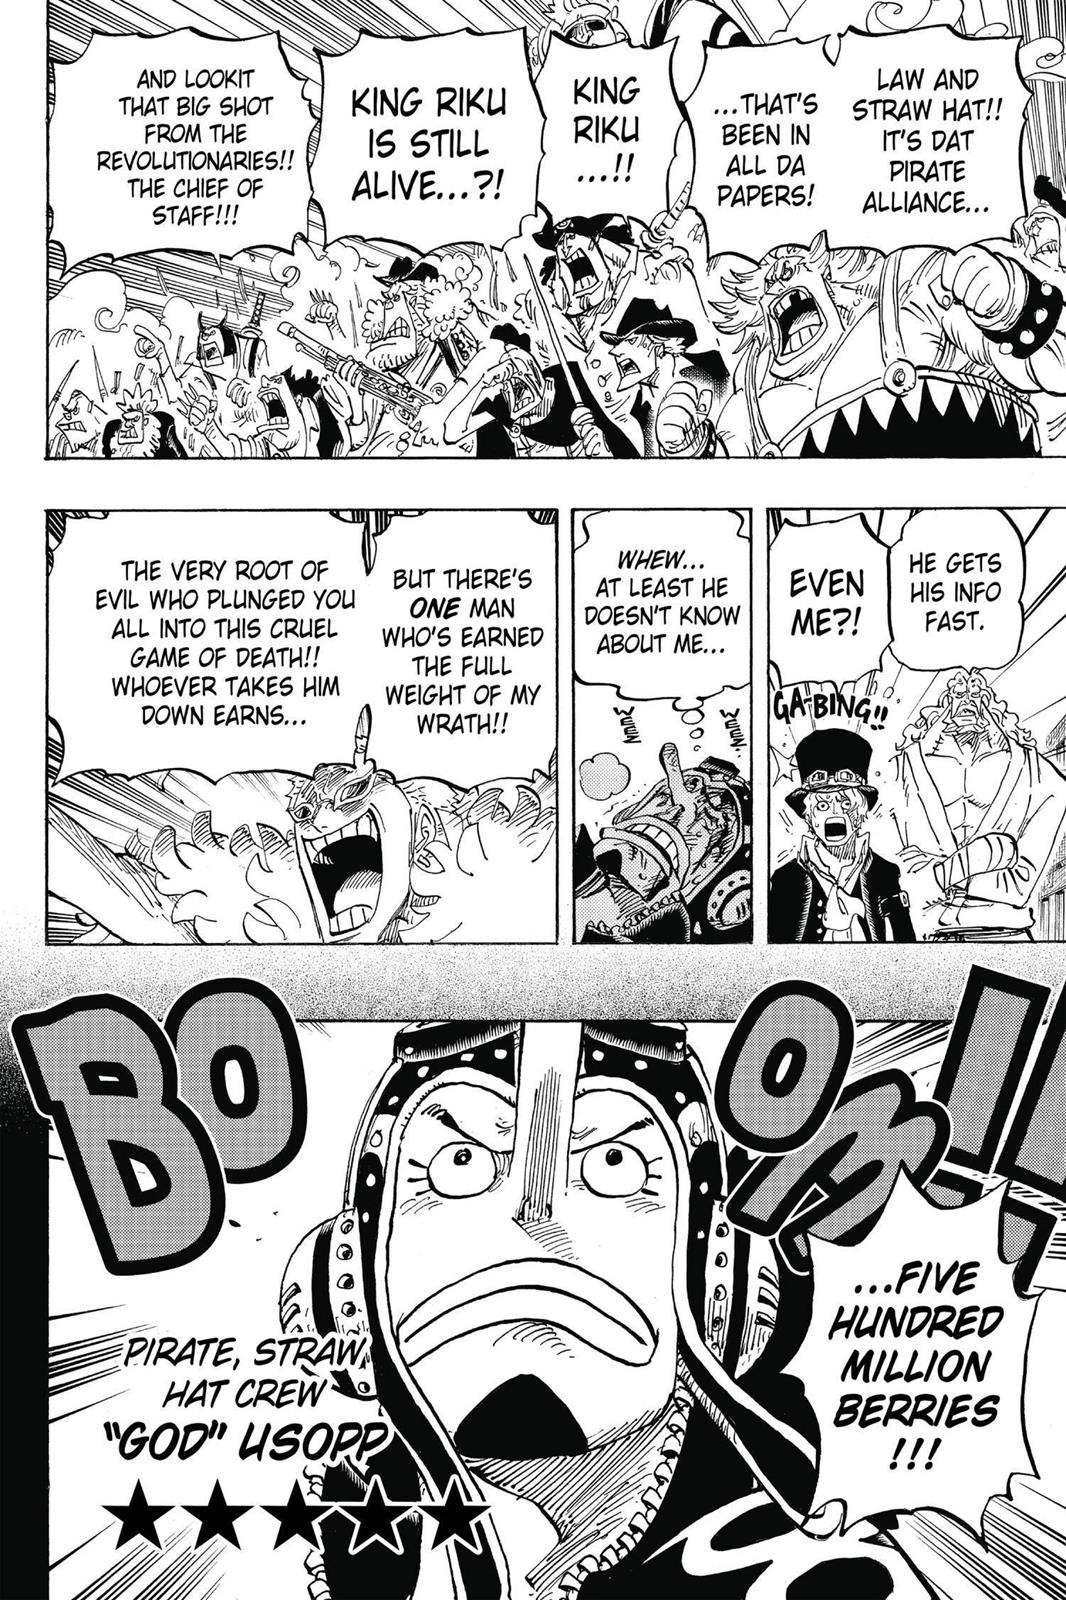 LAW AND
STRAW HAT!!
IT'S DAT
PIRATE
ALLIANCE...
...THAT'S
BEEN IN
ALL DA
PAPERS!
KING
RIKU
...!!
KING RIKU
IS STILL
ALIVE...?!
AND LOOKIT
THAT BIG SHOT
FROM THE
REVOLUTIONARIES!!
THE CHIEF OF
STAFF!!!
HE GETS
HIS INFO
FAST.
EVEN
ME?!
GA-BING!!
WHEW...
AT LEAST HE
DOESN'T KNOW
ABOUT ME...
BUT THERE'S
ONE MAN
WHO'S EARNED
THE FULL
WEIGHT OF MY
WRATH!!
THE VERY ROOT OF
EVIL WHO PLUNGED YOU
ALL INTO THIS CRUEL
GAME OF DEATH!!
WHOEVER TAKES HIM
DOWN EARNS...
BOOM!!
...FIVE
HUNDRED
MILLION
BERRIES
!!!
PIRATE, STRAW
HAT CREW
"GOD" USOPP